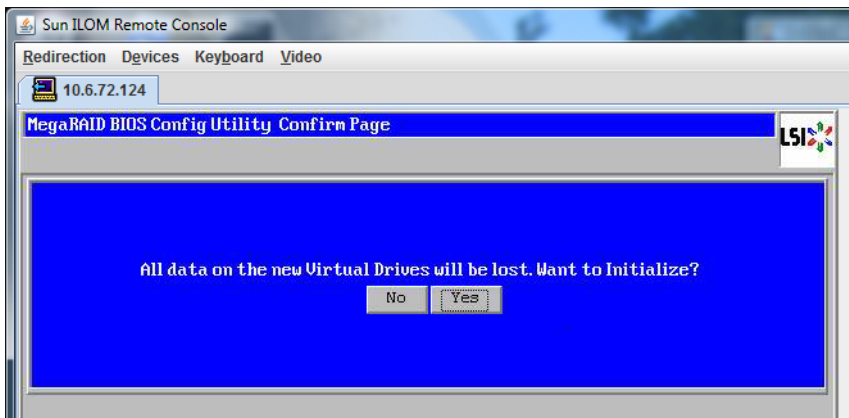 Sun ILOM Remote Console
Redirection Devices Keyboard Video
10.6.72.124
MegaRAID BIOS Config Utility Confirm Page
LSI
All data on the new Virtual Drives will be lost. Want to Initialize?
No Yes